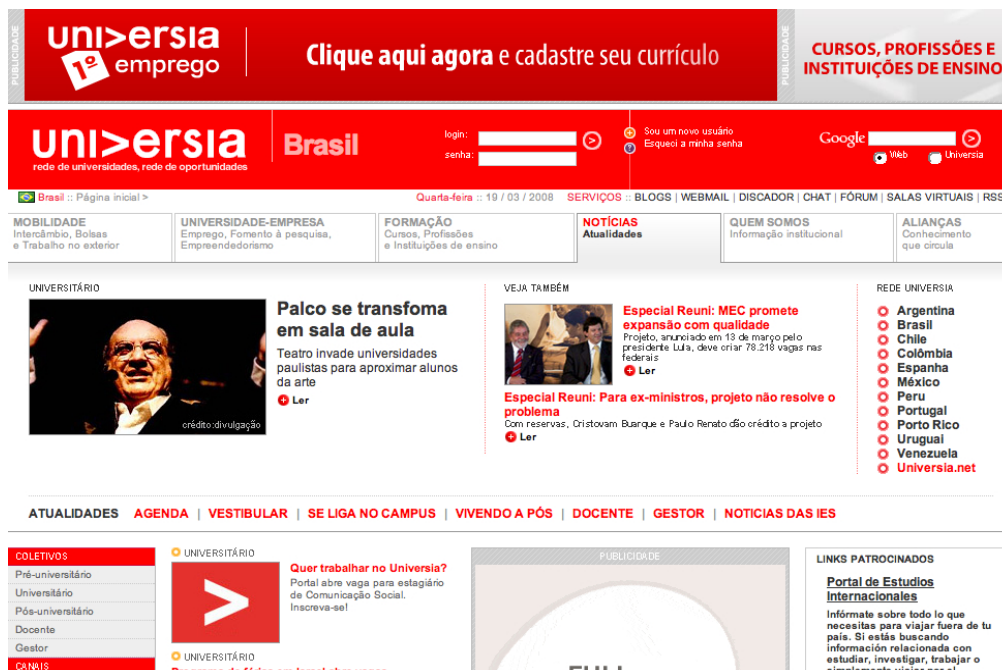 PUBLICIDADE
uni>ersia
1º emprego
Clique aqui agora e cadastre seu currículo
PUBLICIDADE
CURSOS, PROFISSÕES E
INSTITUIÇÕES DE ENSINO
uni>ersia
rede de universidades, rede de oportunidades
Brasil
login:
senha:
Sou um novo usuário
Esqueci a minha
senha
Google
Web
Universia
Brasil :: Página inicial >
Quarta-feira :: 19 / 03 / 2008
SERVIÇOS :: BLOGS | WEBMAIL | DISCADOR | CHAT | FÓRUM | SALAS VIRTUAIS | RSS
MOBILIDADE
Intercâmbio, Bolsas
e Trabalho no exterior
UNIVERSIDADE-EMPRESA
Emprego, Fomento à pesquisa,
Empreendedorismo
FORMAÇÃO
Cursos, Profissões
e Instituições de ensino
NOTÍCIAS
Atualidades
QUEM SOMOS
Informação institucional
ALIANÇAS
Conhecimento
que circula
UNIVERSITÁRIO
crédito:divulgação
Palco se transfoma
em sala de aula
Teatro invade universidades
paulistas para aproximar alunos
da arte
Ler
VEJA TAMBÉM
Especial Reuni: MEC promete
expansão com qualidade
Projeto, anunciado em 13 de março pelo
presidente Lula, deve criar 78.218 vagas nas
federais
Ler
Especial Reuni: Para ex-ministros, projeto não resolve o
problema
Com reservas, Cristovam Buarque e Paulo Renato dão crédito a projeto
Ler
REDE UNIVERSIA
Argentina
Brasil
Chile
Colômbia
Espanha
México
Peru
Portugal
Porto Rico
Uruguai
Venezuela
Universia.net
ATUALIDADES AGENDA | VESTIBULAR | SE LIGA NO CAMPUS | VIVENDO A PÓS | DOCENTE | GESTOR | NOTICIAS DAS IES
COLETIVOS
Pré-universitário
Universitário
Pós-universitário
Docente
Gestor
CANAIS
UNIVERSITÁRIO
Quer trabalhar no Universia?
Portal abre vaga para estagiário
de Comunicação Social.
Inscreva-se!
UNIVERSITÁRIO
PUBLICIDADE
LINKS PATROCINADOS
Portal de Estudios
Internacionales
Infórmate sobre todo lo que
necesitas para viajar fuera de tu
país. Si estás buscando
información relacionada con
estudiar, investigar, trabajar o